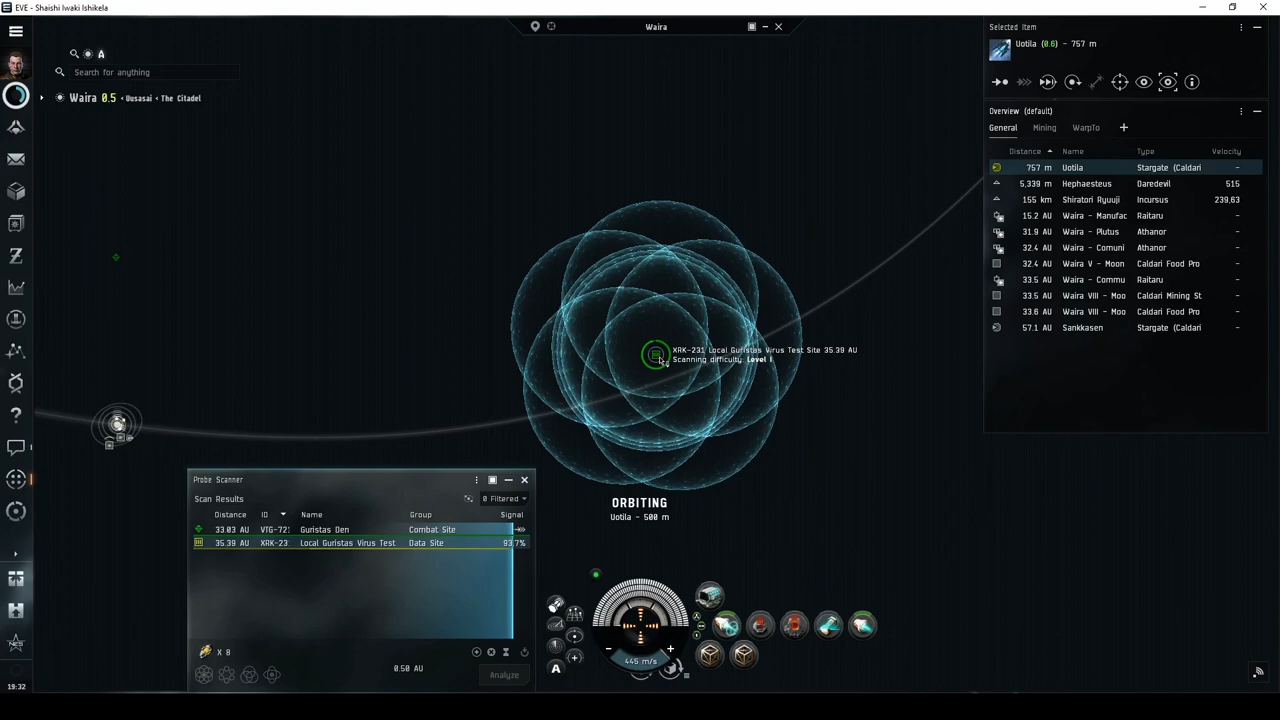 EVE - Shaishi Iwaki Ishikela
Waira
Search for anything
Waira 0.5 < Uusasai < The Citadel
XRK-231 Local Guristas Virus Test Site 35.39 AU
Scanning difficulty: Level I
ORBITING
Uotila - 500 m
Selected Item
Uotila (0.6) - 757 m
Overview (default)
General Mining WarpTo +
Distance Name Type Velocity
757 m Uotila Stargate (Caldari -
5,339 m Hephaesteus Daredevil 515
155 km Shiratori Ryuuji Incursus 239,63
15.2 AU Waira - Manufac Raitaru -
31.9 AU Waira - Plutus Athanor -
32.4 AU Waira - Comuni Athanor -
32.4 AU Waira V - Moon Caldari Food Pro -
33.5 AU Waira - Commu Raitaru -
33.5 AU Waira VIII - Moo Caldari Mining St -
33.6 AU Waira VIII - Moo Caldari Food Pro -
57.1 AU Sankkasen Stargate (Caldari -
Probe Scanner
Scan Results
0 Filtered
Distance ID Name Group Signal
33.03 AU VTG-72 Guristas Den Combat Site
35.39 AU XRK-23 Local Guristas Virus Test Data Site 93.7%
X 8
0.50 AU
Analyze
445 m/s
A
19:32